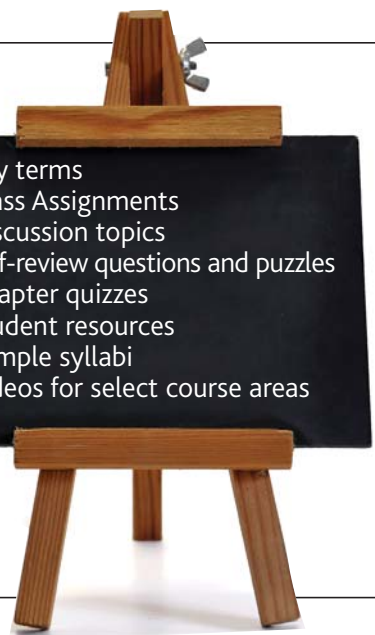 y terms
ass Assignments
scussion topics
f-review questions and puzzles
apter quizzes
udent resources
mple syllabi
deos for select course areas